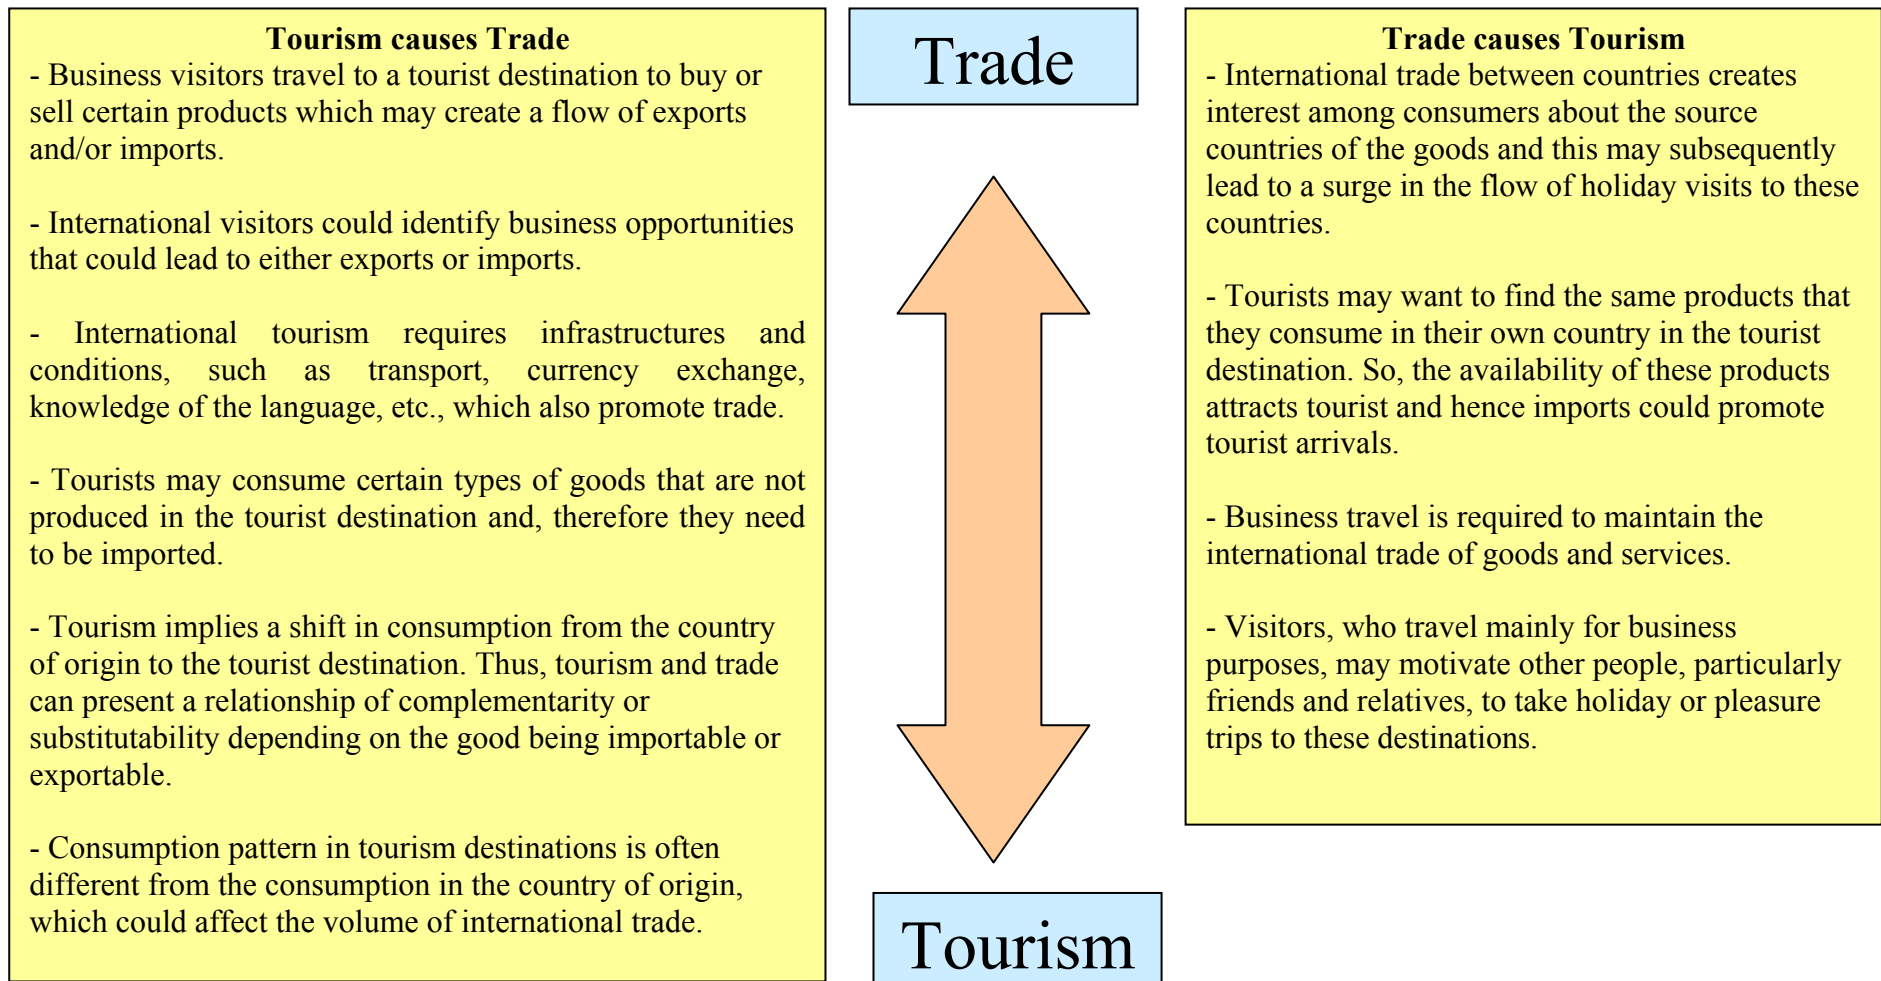 Tourism causes Trade
- Business visitors travel to a tourist destination to buy or
sell certain products which may create a flow of exports
and/or imports.
- International visitors could identify business opportunities
that could lead to either exports or imports.
- International tourism requires infrastructures and
conditions, such as transport, currency exchange,
knowledge of the language, etc., which also promote trade.
- Tourists may consume certain types of goods that are not
produced in the tourist destination and, therefore they need
to be imported.
- Tourism implies a shift in consumption from the country
of origin to the tourist destination. Thus, tourism and trade
can present a relationship of complementarity or
substitutability depending on the good being importable or
exportable.
- Consumption pattern in tourism destinations is often
different from the consumption in the country of origin,
which could affect the volume of international trade.
Trade
Tourism
Trade causes Tourism
- International trade between countries creates
interest among consumers about the source
countries of the goods and this may subsequently
lead to a surge in the flow of holiday visits to these
countries.
- Tourists may want to find the same products that
they consume in their own country in the tourist
destination. So, the availability of these products
attracts tourist and hence imports could promote
tourist arrivals.
- Business travel is required to maintain the
international trade of goods and services.
- Visitors, who travel mainly for business
purposes, may motivate other people, particularly
friends and relatives, to take holiday or pleasure
trips to these destinations.